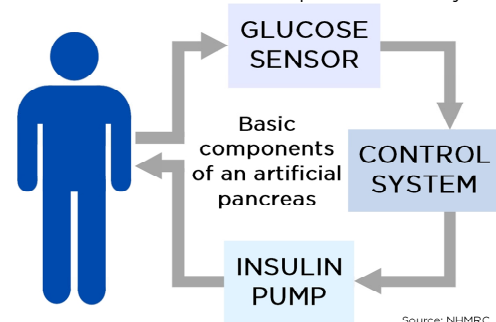 GLUCOSE
SENSOR
Basic
components
of an artificial
pancreas
CONTROL
SYSTEM
INSULIN
PUMP
Source: NHMRC